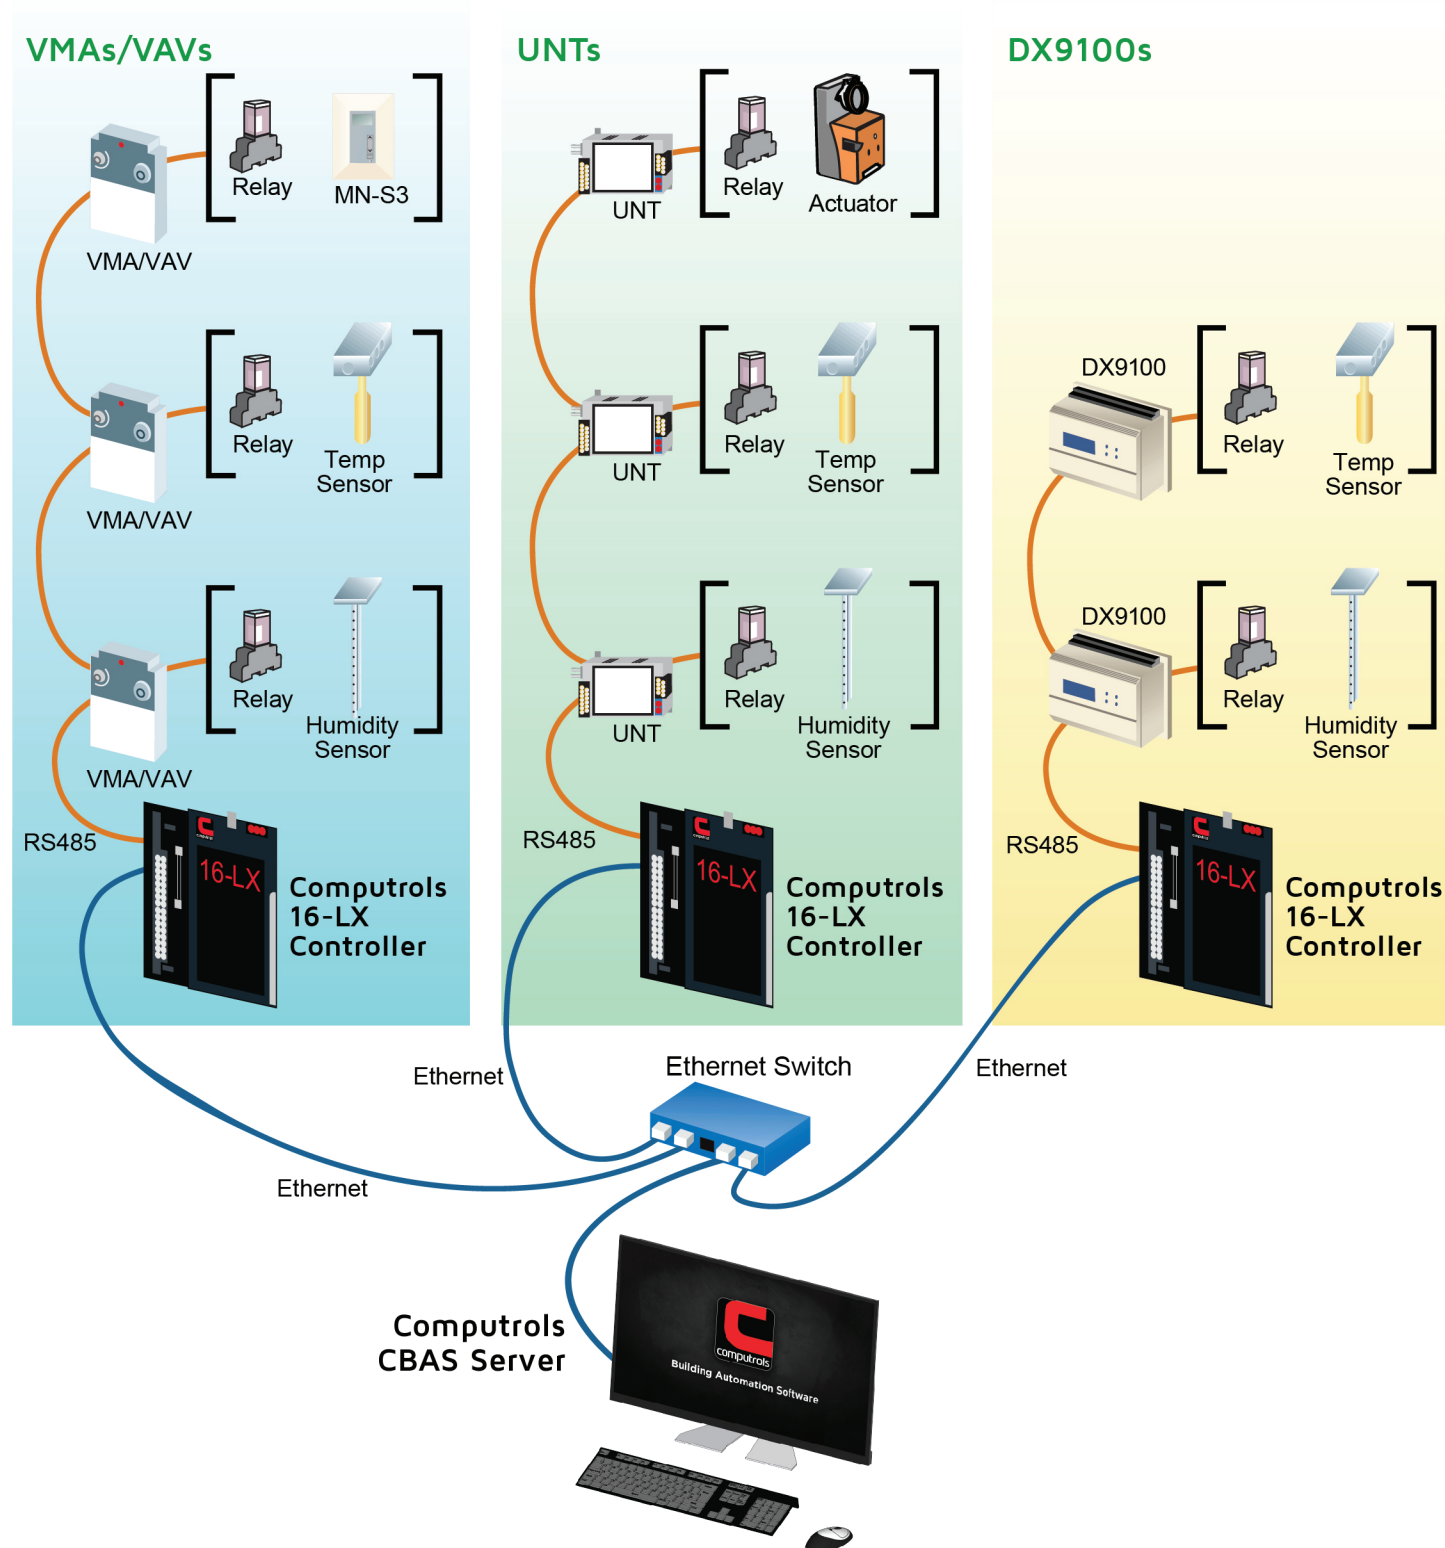 VMAs/VAVs
Relay
MN-S3
VMA/VAV
Relay
Temp
Sensor
VMA/VAV
Relay
Humidity
Sensor
VMA/VAV
RS485
16-LX
Computrols
16-LX
Controller
UNTs
Relay
Actuator
UNT
Relay
Temp
Sensor
UNT
Relay
Humidity
Sensor
UNT
RS485
16-LX
Computrols
16-LX
Controller
DX9100s
DX9100
Relay
Temp
Sensor
DX9100
Relay
Humidity
Sensor
RS485
16-LX
Computrols
16-LX
Controller
Ethernet
Ethernet Switch
Ethernet
Ethernet
Computrols
CBAS Server
computrols
Building Automation Software